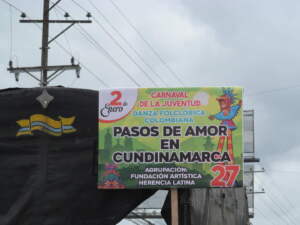 2. de
Enero
CARNAVAL
DE LA JUVENTUD
DANZA FOLCLÓRICA
COLOMBIANA
PASOS DE AMOR
EN
CUNDINAMARCA
AGRUPACIÓN:
FUNDACIÓN ARTÍSTICA
HERENCIA LATINA
27